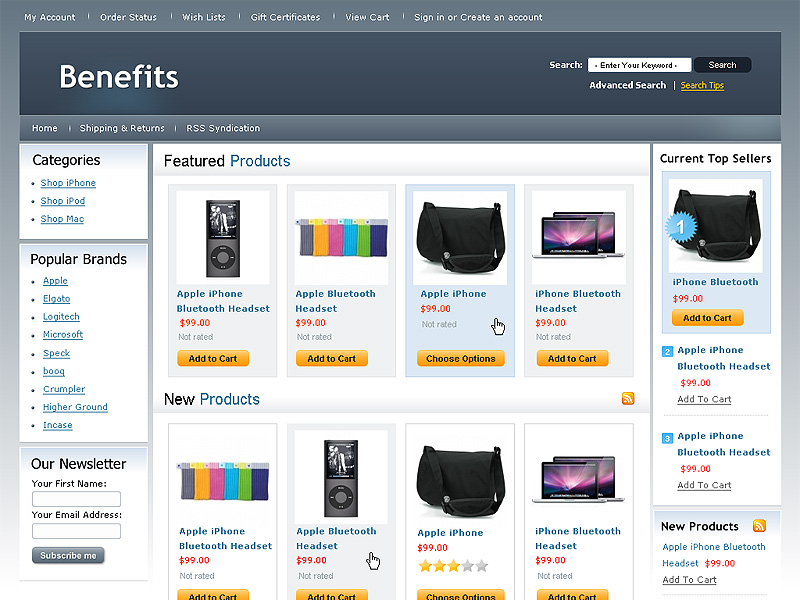 My Account
Order Status
Wish Lists
Gift Certificates
View Cart
Sign in or Create an account
Benefits
Search:
- Enter Your Keyword -
Search
Advanced Search
Search Tips
Home
Shipping & Returns
RSS Syndication
Categories
Shop iPhone
Shop iPod
Shop Mac
Popular Brands
Apple
Elgato
Logitech
Microsoft
Speck
booq
Crumpler
Higher Ground
Incase
Our Newsletter
Your First Name:
Your Email Address:
Subscribe me
Featured Products
Apple iPhone
Bluetooth Headset
$99.00
Not rated
Add to Cart
Apple Bluetooth
Headset
$99.00
Not rated
Add to Cart
Apple iPhone
$99.00
Not rated
Choose Options
iPhone Bluetooth
Headset
$99.00
Not rated
Add to Cart
New Products
Apple iPhone
Bluetooth Headset
$99.00
Not rated
Add to Cart
Apple Bluetooth
Headset
$99.00
Not rated
Add to Cart
Apple iPhone
$99.00
Choose Options
iPhone Bluetooth
Headset
$99.00
Not rated
Add to Cart
Current Top Sellers
1
iPhone Bluetooth
$99.00
Add to Cart
2
Apple iPhone
Bluetooth Headset
$99.00
Add To Cart
3
Apple iPhone
Bluetooth Headset
$99.00
Add To Cart
New Products
Apple iPhone Bluetooth
Headset $99.00
Add To Cart